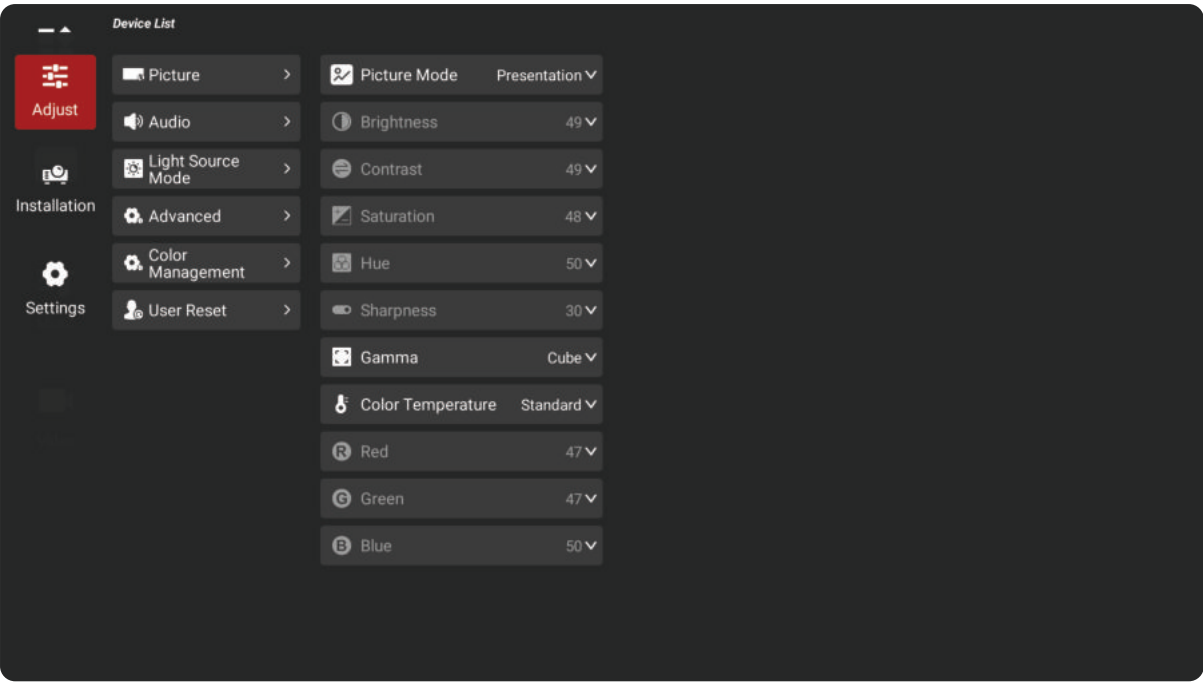 Device List
Adjust
Installation
Settings
Picture
Audio
Light Source
Mode
Advanced
Color
Management
User Reset
Picture Mode Presentation
Brightness 49
Contrast 49
Saturation 48
Hue 50
Sharpness 30
Gamma Cube
Color Temperature Standard
R Red 47
G Green 47
B Blue 50